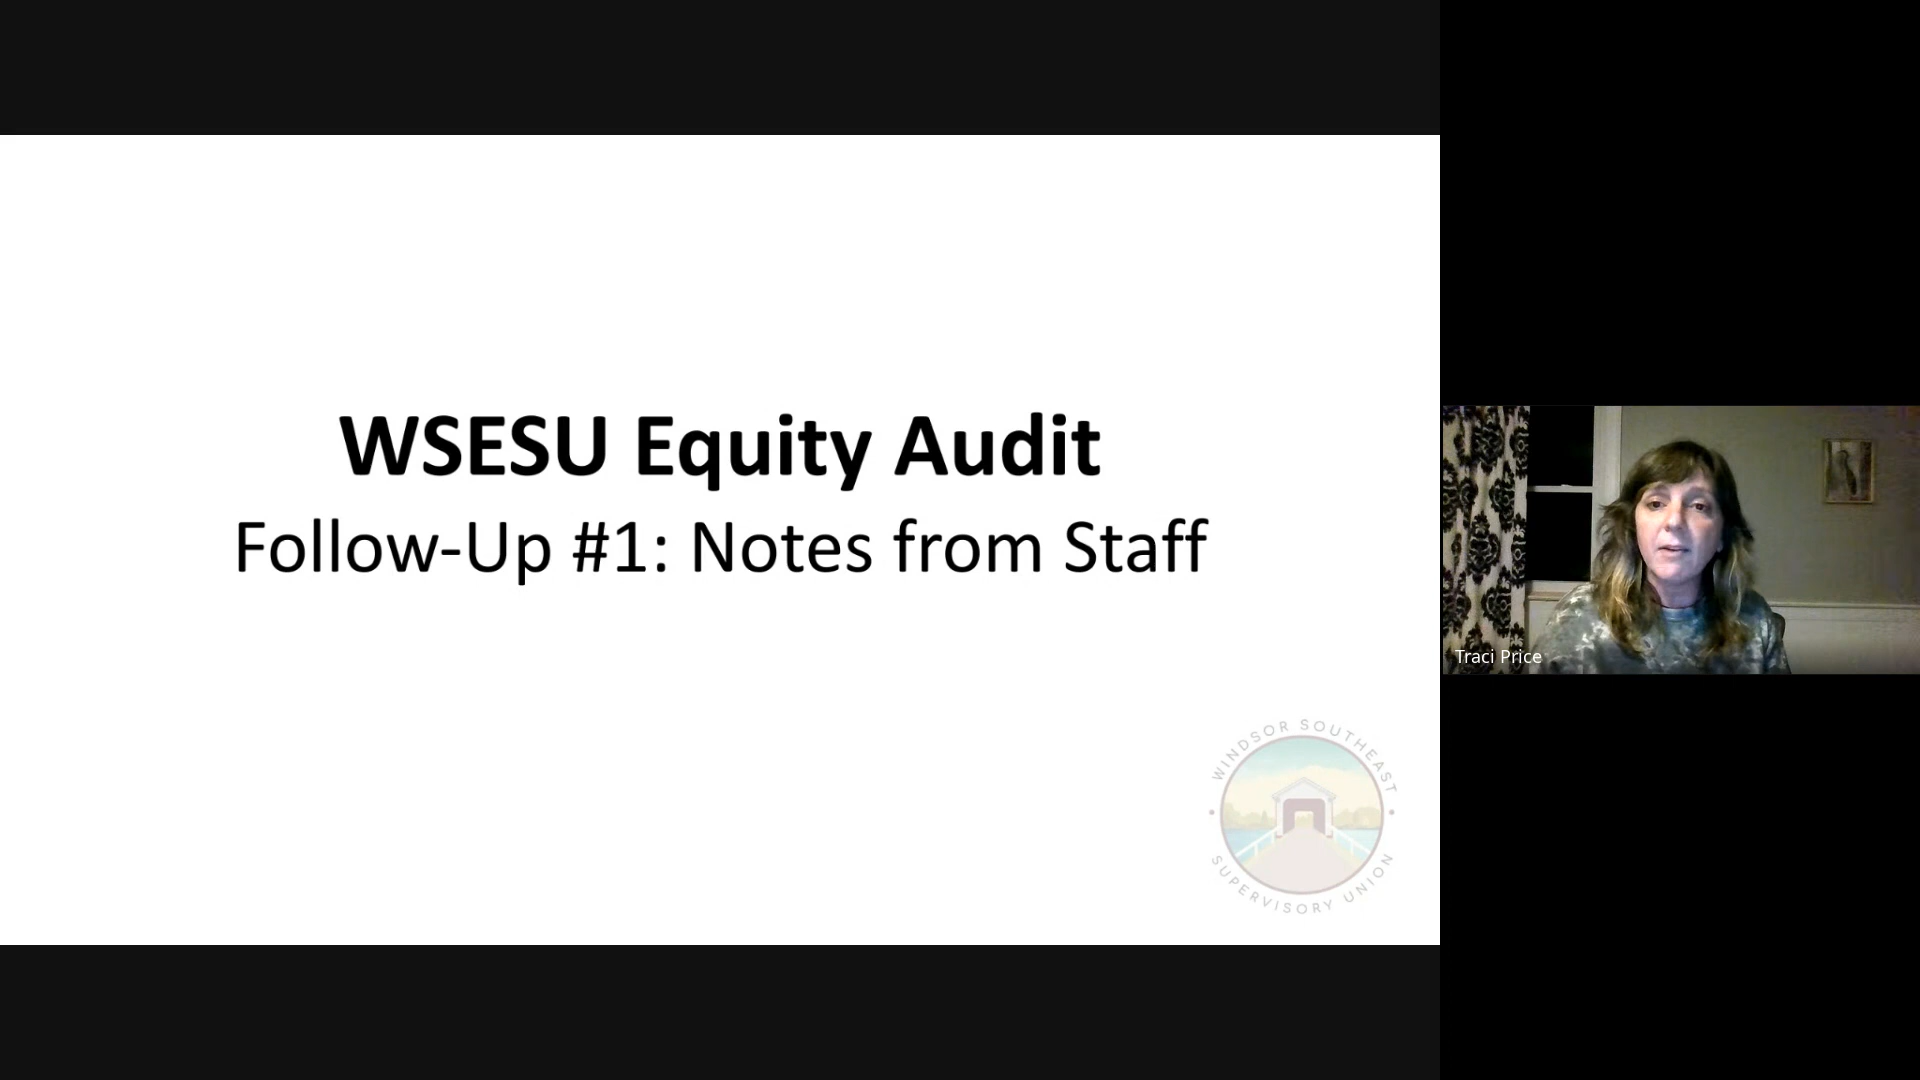 WSESU Equity Audit
Follow-Up #1: Notes from Staff
Traci Price
WINDSOR SOUTHEAST
SUPERVISORY UNION